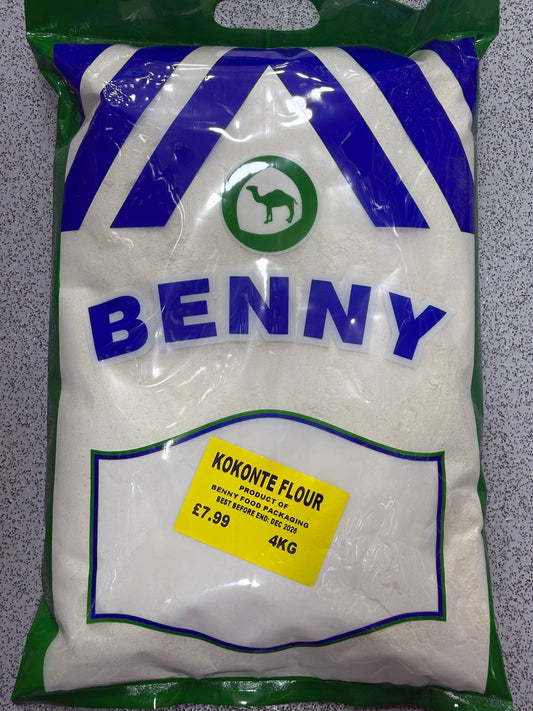 BENNY
KOKONTE FLOUR
PRODUCT OF
BENNY FOOD PACKAGING
BEST BEFORE END: DEC 2026
£7.99
4KG